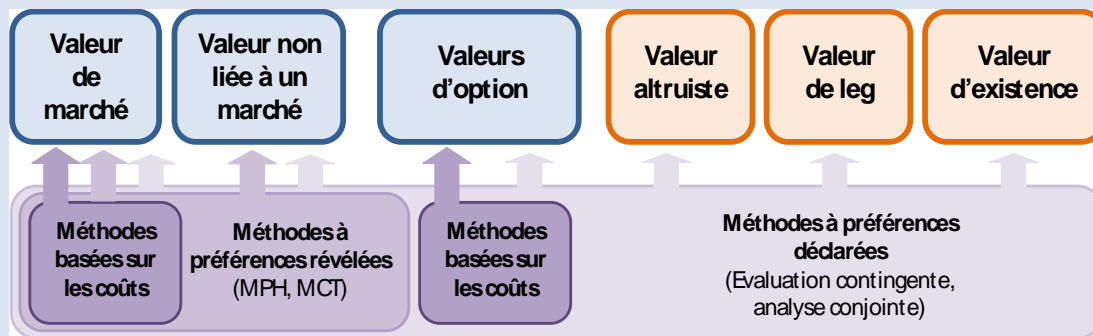 Valeur
de
marché
Valeur non
liée à un
marché
Valeurs
d'option
Valeur
altruiste
Valeur
de leg
Valeur
d'existence
Méthodes
basées sur
les coûts
Méthodes à
préférences révélées
(MPH, MCT)
Méthodes
basées sur
les coûts
Méthodes à préférences
déclarées
(Evaluation contingente,
analyse conjointe)